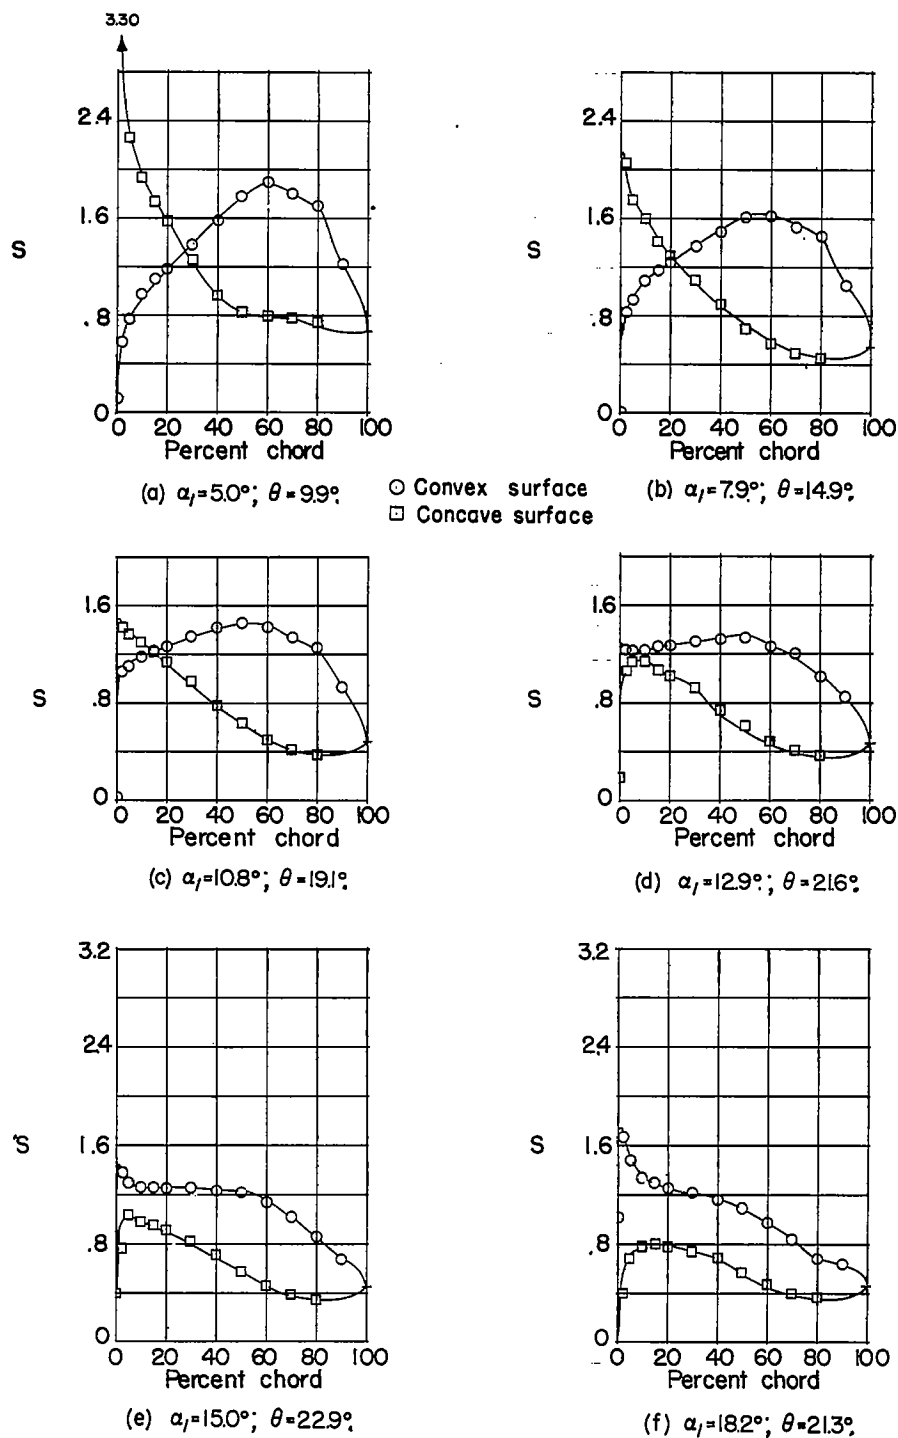 3.30
2.4
1.6
.8
0
S
0 20 40 60 80 100
Percent chord
(a) α₁=5.0°; θ=9.9°.
2.4
1.6
.8
0
S
0 20 40 60 80 100
Percent chord
(b) α₁=7.9°; θ=14.9°.
Convex surface
Concave surface
1.6
.8
0
S
0 20 40 60 80 100
Percent chord
(c) α₁=10.8°; θ=19.1°.
1.6
.8
0
S
0 20 40 60 80 100
Percent chord
(d) α₁=12.9°; θ=21.6°.
3.2
2.4
1.6
.8
0
S
0 20 40 60 80 100
Percent chord
(e) α₁=15.0°; θ=22.9°.
3.2
2.4
1.6
.8
0
S
0 20 40 60 80 100
Percent chord
(f) α₁=18.2°; θ=21.3°.